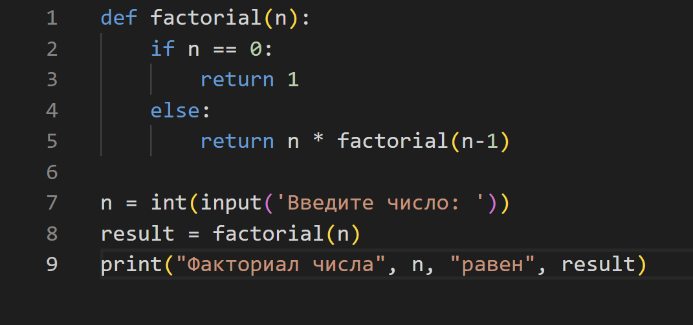 1 def factorial(n):
2     if n == 0:
3         return 1
4     else:
5         return n * factorial(n-1)
6
7 n = int(input('Введите число: '))
8 result = factorial(n)
9 print("Факториал числа", n, "равен", result)